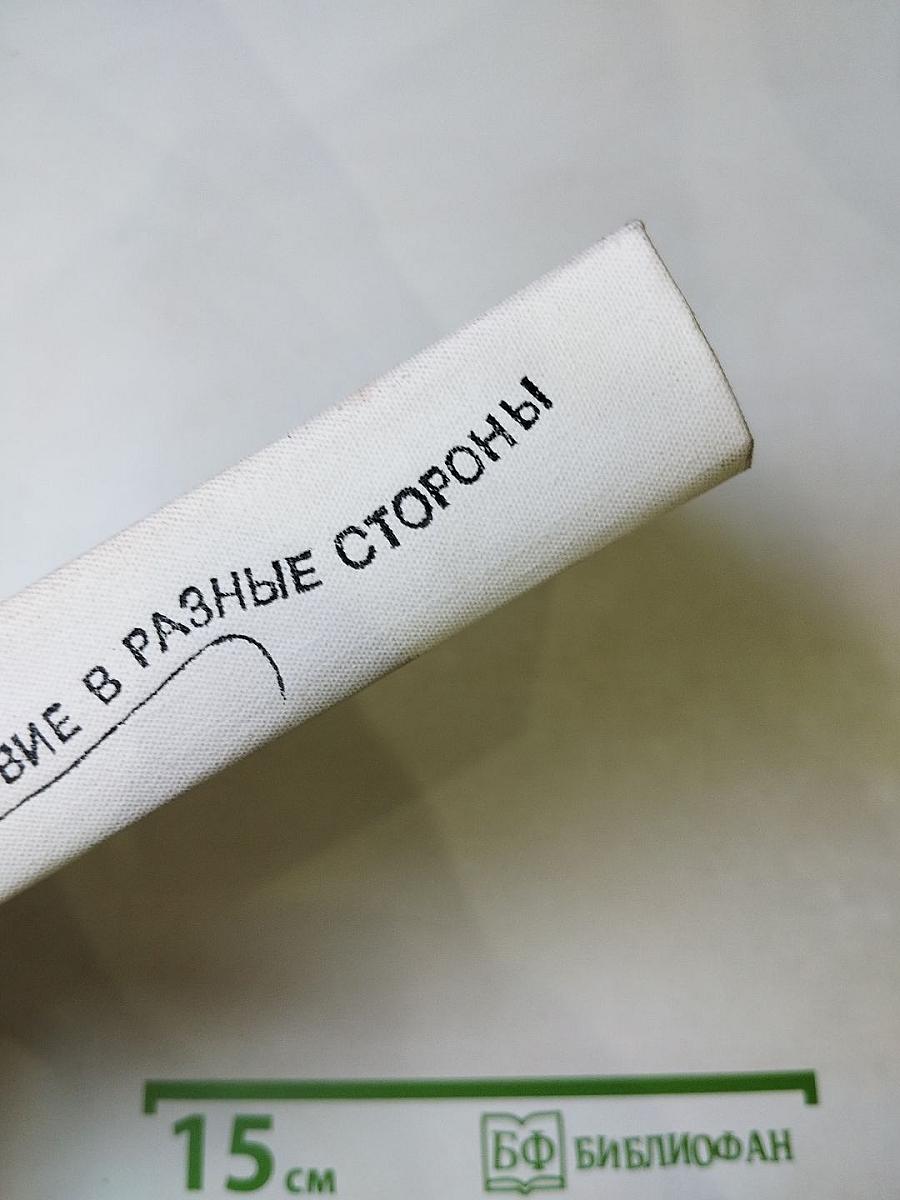 ВИЕ В РАЗНЫЕ СТОРОНЫ
15 см
БФ БИБЛИОФАН